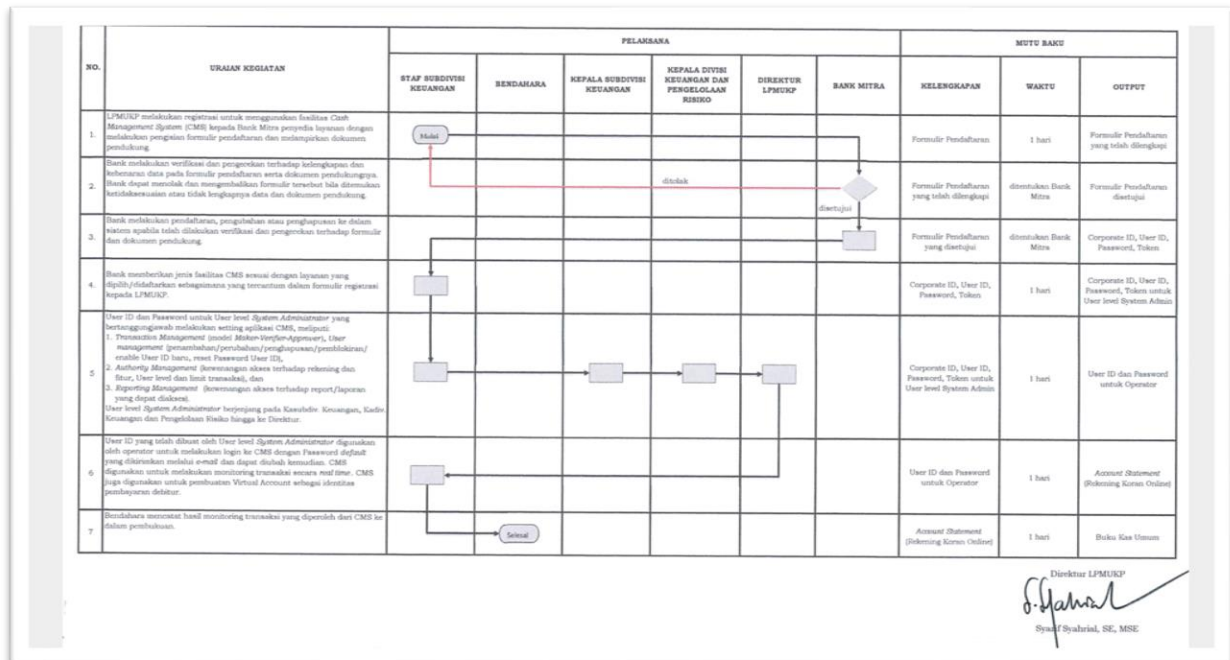 PELAKSANA
MUTU BAKU
NO.
URAIAN KEGIATAN
STAF SUBDIVISI
KEUANGAN
BENDAHARA
KEPALA SUBDIVISI
KEUANGAN
KEPALA DIVISI
KEUANGAN DAN
PENGELOLAAN
RISIKO
DIREKTUR
LPMUKP
BANK MITRA
KELENGKAPAN
WAKTU
OUTPUT
1.
LPMUKP melakukan registrasi untuk menggunakan fasilitas Cash
Management System (CMS) kepada Bank Mitra penyedia layanan dengan
melakukan pengisian formulir pendaftaran dan melampirkan dokumen
pendukung.
Mulai
Formulir Pendaftaran
1 hari
Formulir Pendaftaran
yang telah dilengkapi
2.
Bank melakukan verifikasi dan pengecekan terhadap kelengkapan dan
kebenaran data pada formulir pendaftaran serta dokumen pendukungnya.
Bank dapat menolak dan mengembalikan formulir tersebut bila ditemukan
ketidaksesuaian atau tidak lengkapnya data dan dokumen pendukung.
ditolak
disetujui
Formulir Pendaftaran
yang telah dilengkapi
ditentukan Bank
Mitra
Formulir Pendaftaran
disetujui
3.
Bank melakukan pendaftaran, pengubahan atau penghapusan ke dalam
sistem apabila telah dilakukan verifikasi dan pengecekan terhadap formulir
dan dokumen pendukung.
Formulir Pendaftaran
yang disetujui
ditentukan Bank
Mitra
Corporate ID, User ID,
Password, Token
4.
Bank memberikan jenis fasilitas CMS sesuai dengan layanan yang
dipilih/didaftarkan sebagaimana yang tercantum dalam formulir registrasi
kepada LPMUKP.
Corporate ID, User ID,
Password, Token
1 hari
Corporate ID, User ID,
Password, Token untuk
User level System Admin
5
User ID dan Password untuk User level System Administrator yang
bertanggungjawab melakukan setting aplikasi CMS, meliputi:
1. Transaction Management (model Maker-Verifier-Approver), User
management (penambahan/perubahan/penghapusan/pemblokiran/
enable User ID baru, reset Password User ID),
2. Authority Management (kewenangan akses terhadap rekening dan
fitur, User level dan limit transaksi), dan
3. Reporting Management (kewenangan akses terhadap report/laporan
yang dapat diakses).
User level System Administrator berjenjang pada Kasubdiv. Keuangan, Kadiv.
Keuangan dan Pengelolaan Risiko hingga ke Direktur.
Corporate ID, User ID,
Password, Token untuk
User level System Admin
1 hari
User ID dan Password
untuk Operator
6
User ID yang telah dibuat oleh User level System Administrator digunakan
oleh operator untuk melakukan login ke CMS dengan Password default
yang dikirimkan melalui e-mail dan dapat diubah kemudian. CMS
digunakan untuk melakukan monitoring transaksi secara real time. CMS
juga digunakan untuk pembuatan Virtual Account sebagai identitas
pembayaran debitur.
User ID dan Password
untuk Operator
1 hari
Account Statement
(Rekening Koran Online)
7
Bendahara mencatat hasil monitoring transaksi yang diperoleh dari CMS ke
dalam pembukuan.
Selesai
Account Statement
(Rekening Koran Online)
1 hari
Buku Kas Umum
Direktur LPMUKP
Syarif Syahrial, SE, MSE